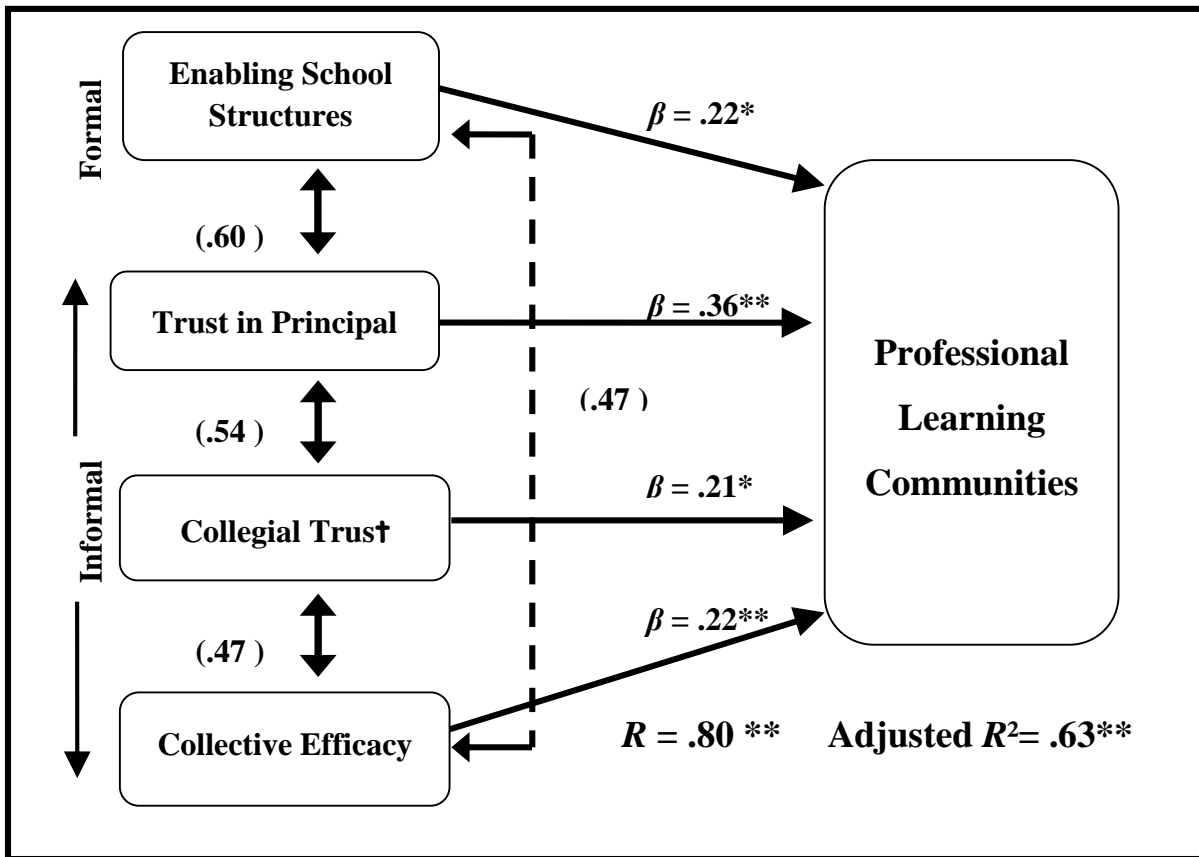 Formal
Enabling School
Structures
β = .22*
(.60 )
Trust in Principal
β = .36**
Professional
Learning
Communities
(.47 )
(.54 )
Informal
Collegial Trus†
β = .21*
(.47 )
β = .22**
Collective Efficacy
R = .80 ** Adjusted R²= .63**